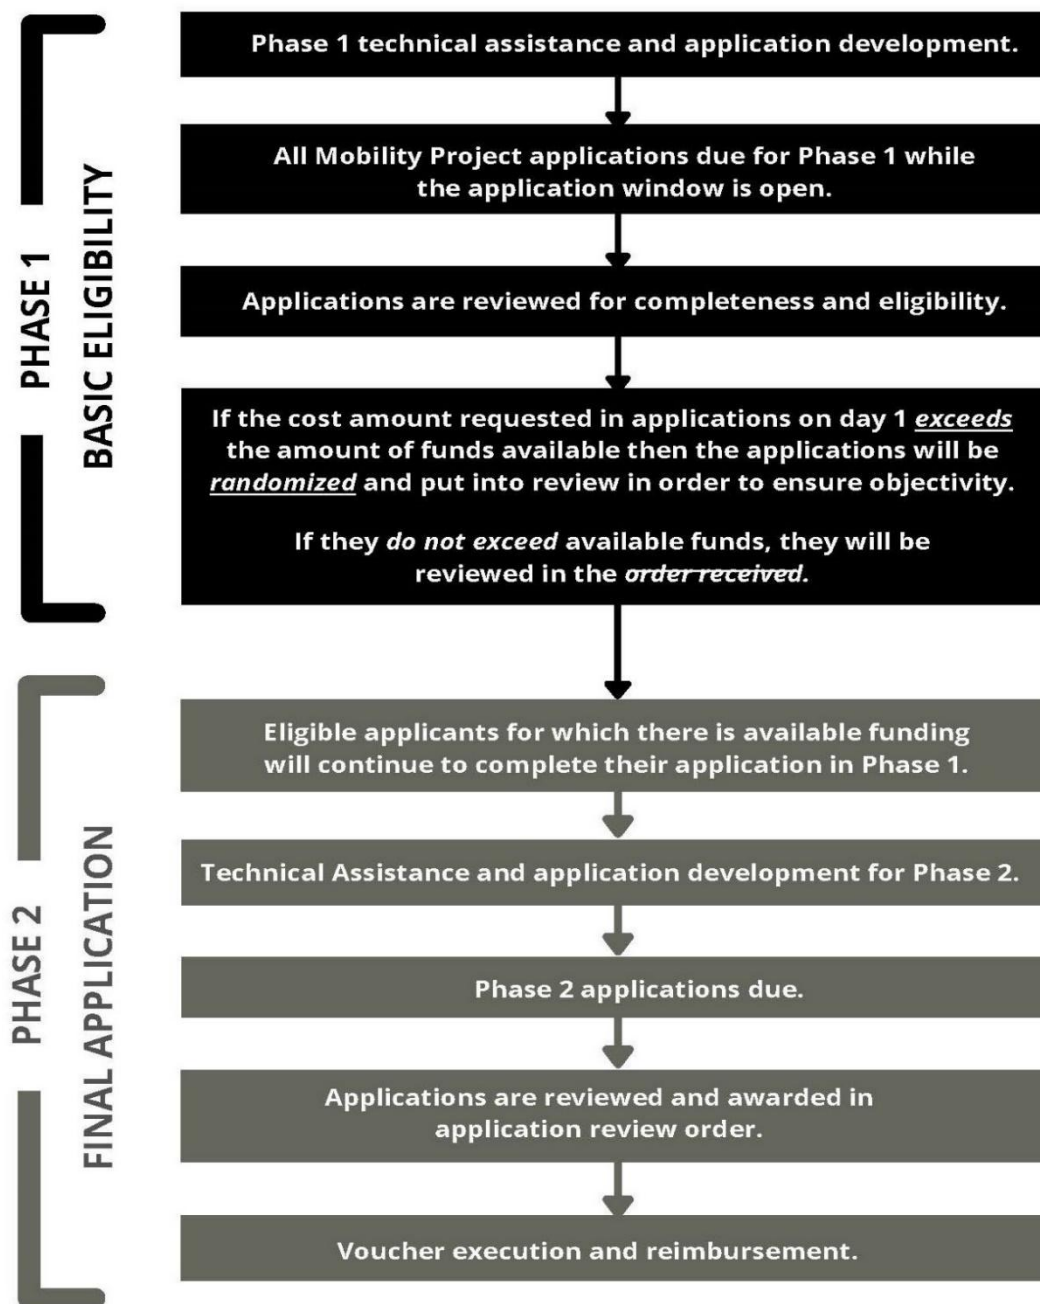 PHASE 1
BASIC ELIGIBILITY
Phase 1 technical assistance and application development.
All Mobility Project applications due for Phase 1 while
the application window is open.
Applications are reviewed for completeness and eligibility.
If the cost amount requested in applications on day 1 exceeds
the amount of funds available then the applications will be
randomized and put into review in order to ensure objectivity.
If they do not exceed available funds, they will be
reviewed in the order received.
PHASE 2
FINAL APPLICATION
Eligible applicants for which there is available funding
will continue to complete their application in Phase 1.
Technical Assistance and application development for Phase 2.
Phase 2 applications due.
Applications are reviewed and awarded in
application review order.
Voucher execution and reimbursement.